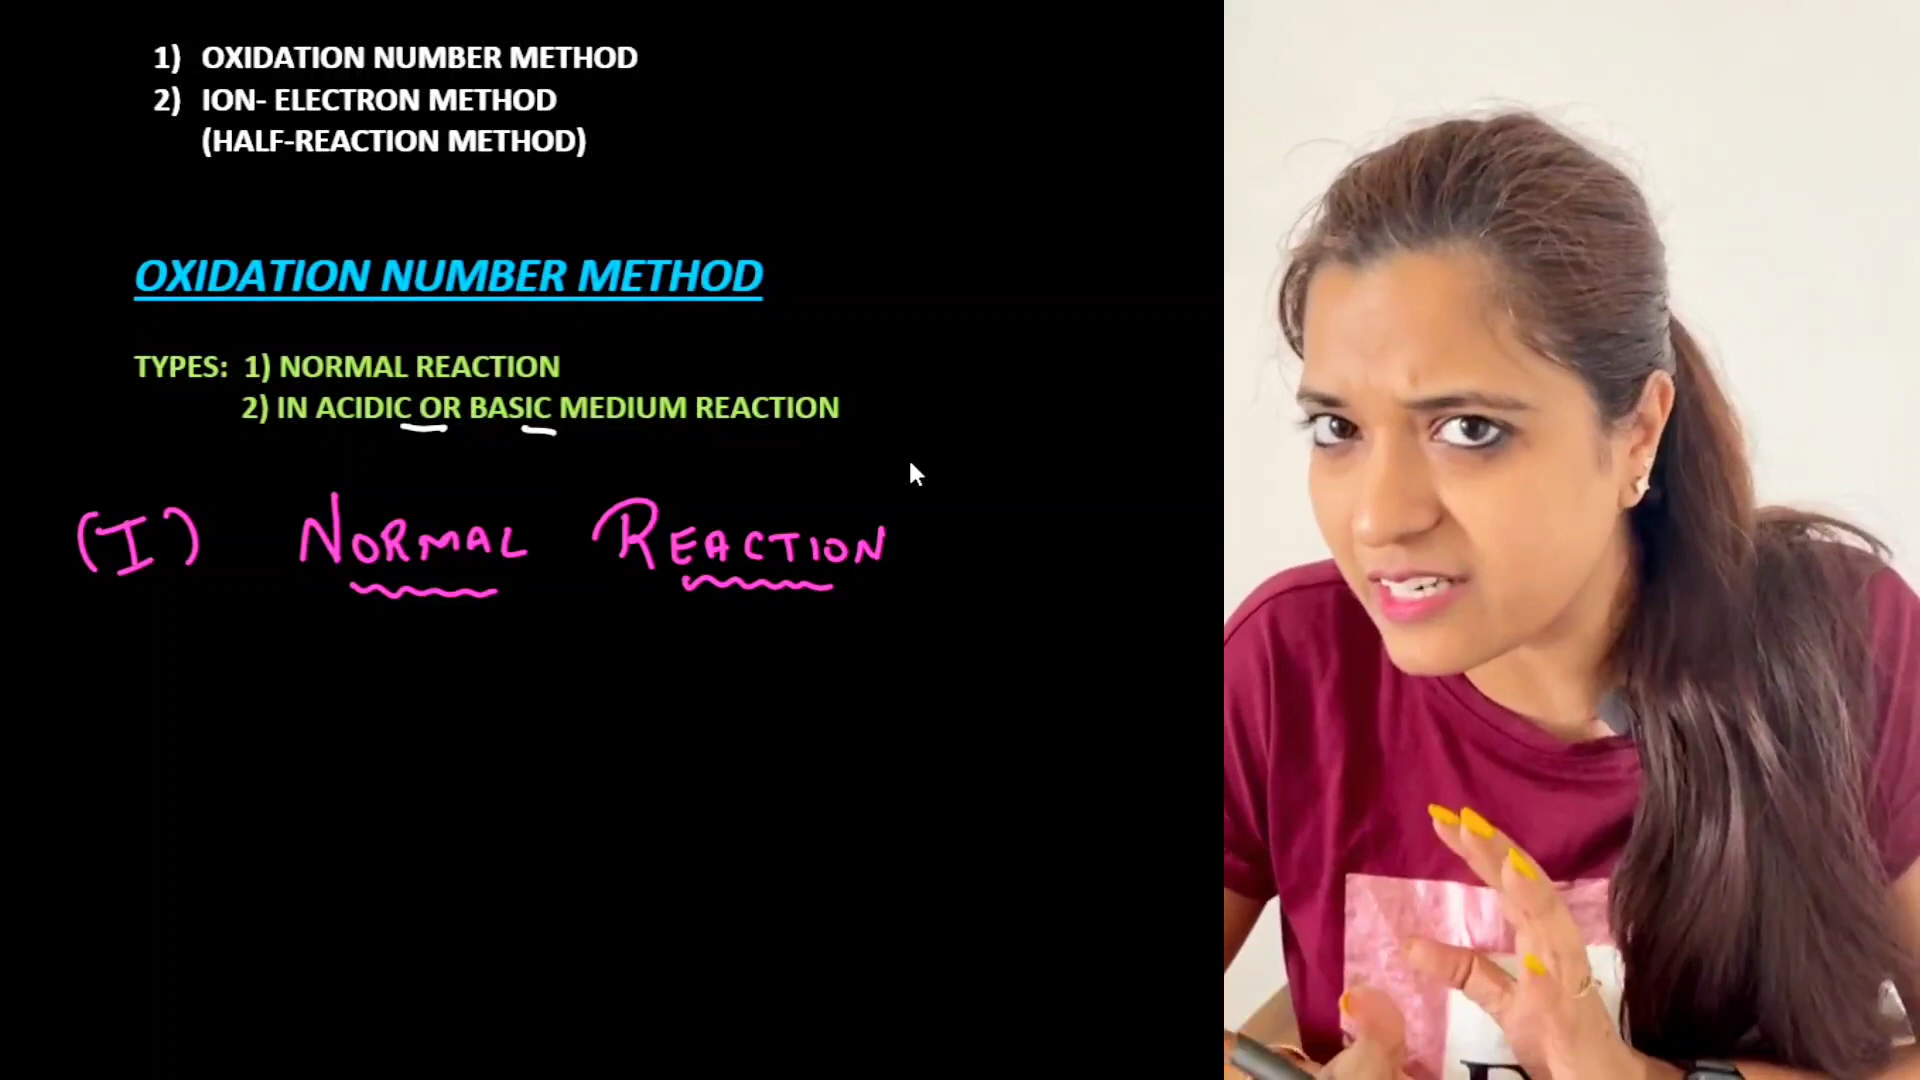 1) OXIDATION NUMBER METHOD
2) ION- ELECTRON METHOD
(HALF-REACTION METHOD)
OXIDATION NUMBER METHOD
TYPES: 1) NORMAL REACTION
2) IN ACIDIC OR BASIC MEDIUM REACTION
(I) NORMAL REACTION